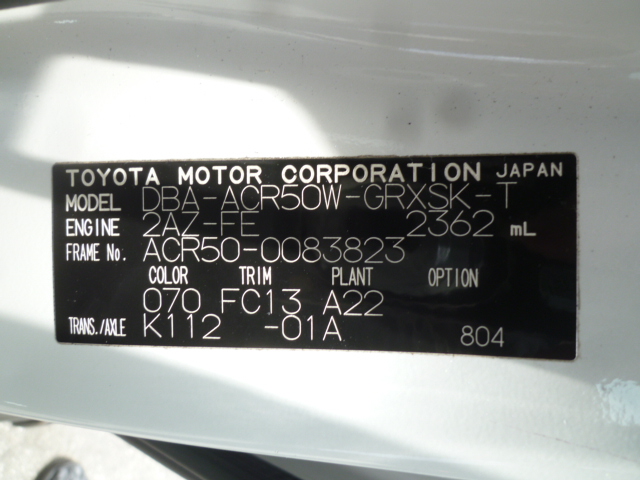 TOYOTA MOTOR CORPORATION JAPAN
MODEL DBA-ACR50W-GRXSK-T
ENGINE 2AZ-FE 2362 mL
FRAME No. ACR50-0083823
COLOR TRIM PLANT OPTION
070 FC13 A22
TRANS./AXLE K112 -01A 804